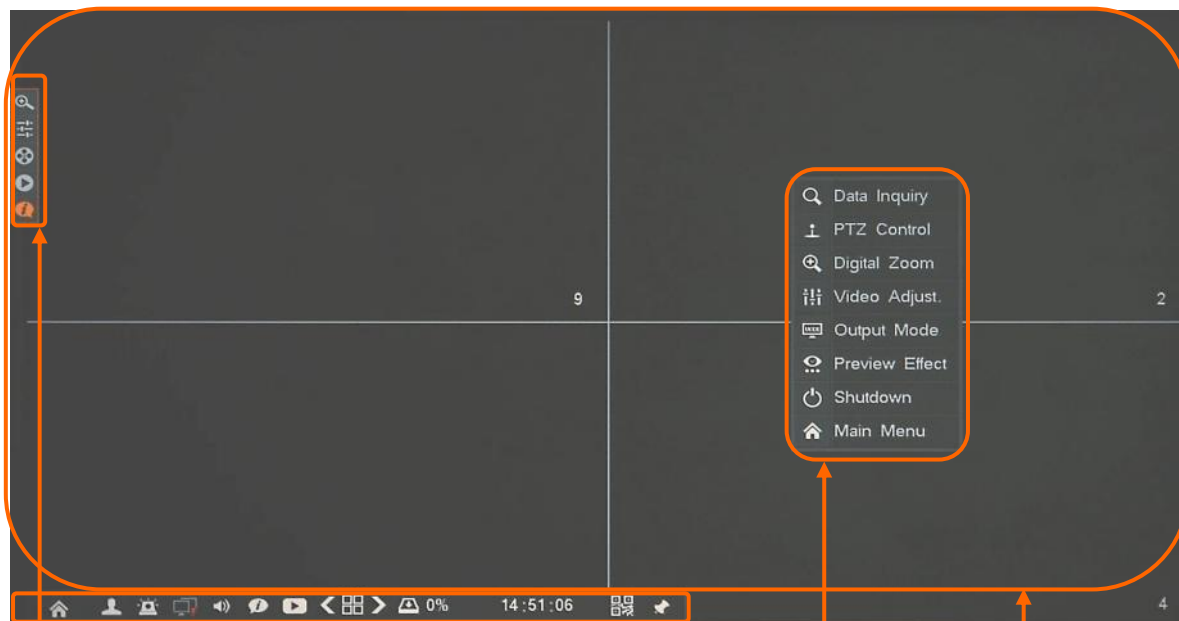 Data Inquiry
PTZ Control
Digital Zoom
Video Adjust.
9
2
Output Mode
Preview Effect
Shutdown
Main Menu
0%
14:51:06
4